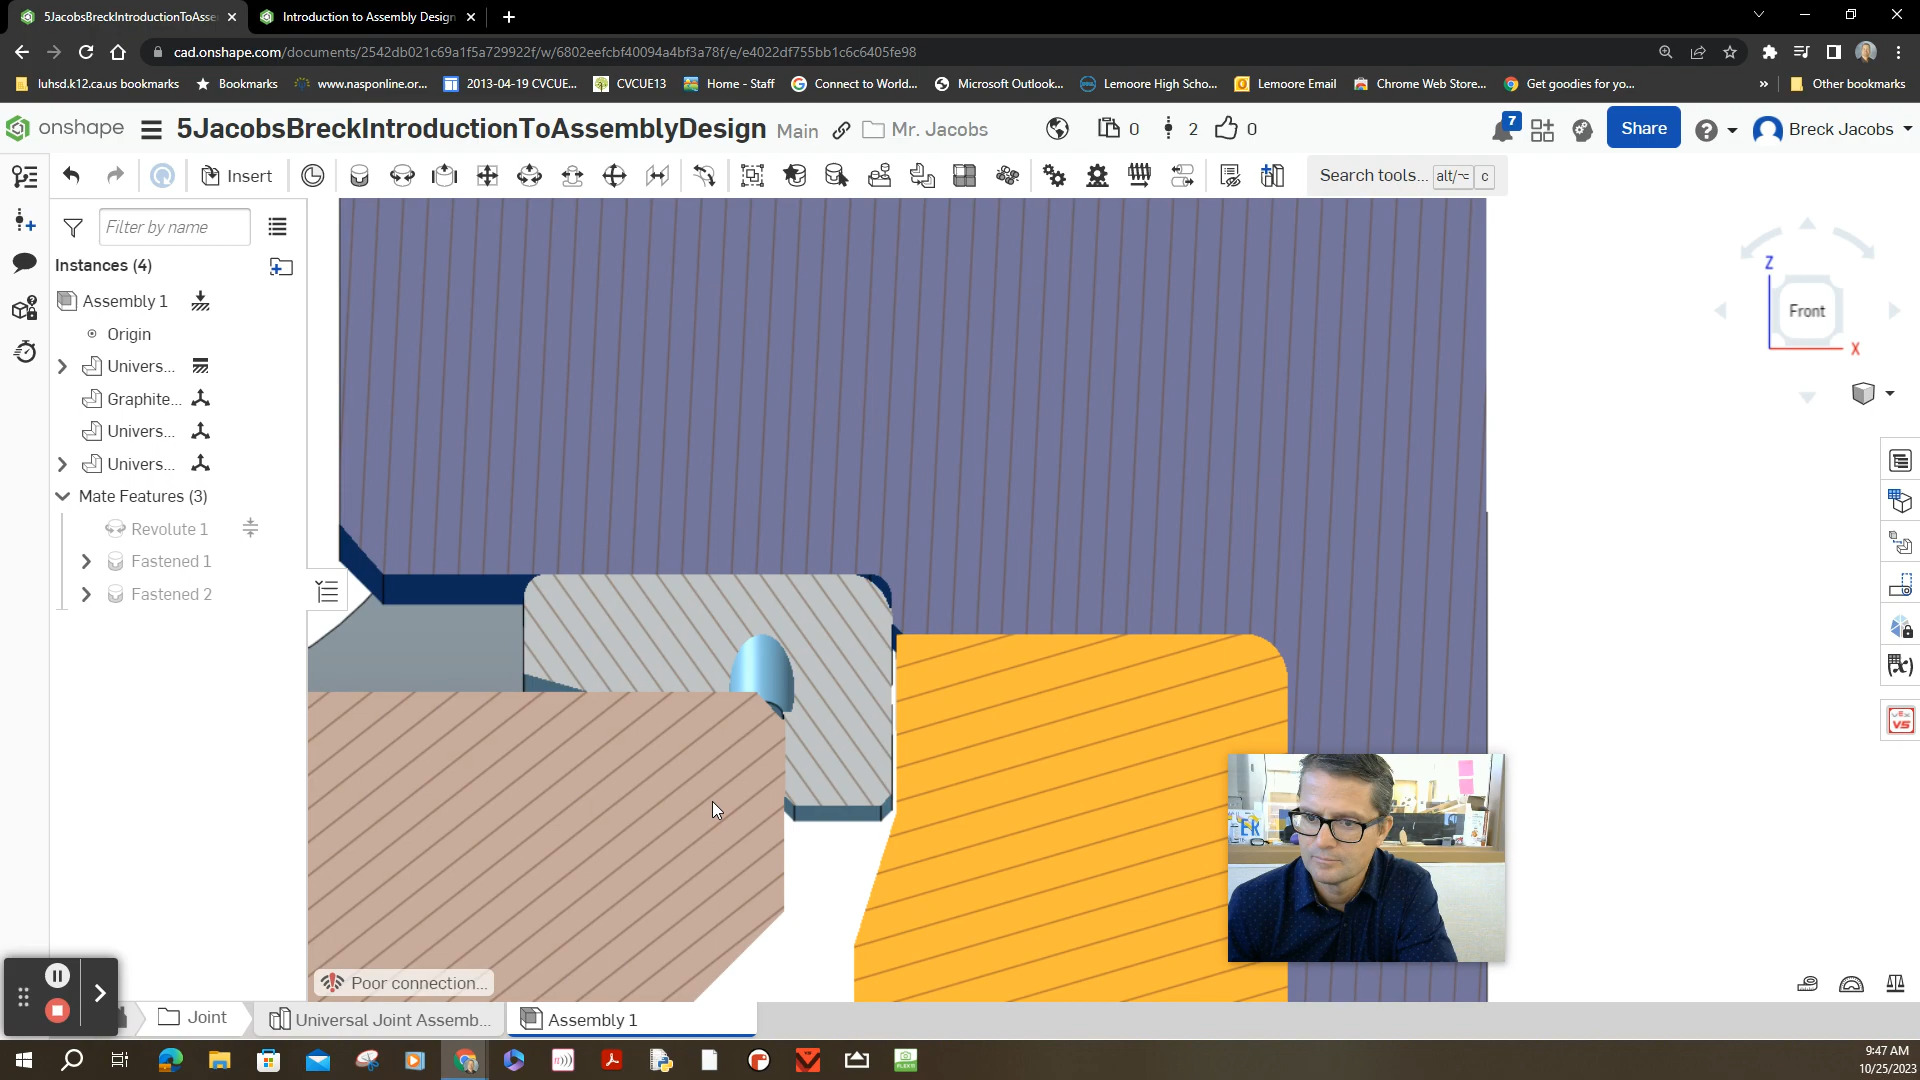 5JacobsBreckIntroductionToAsse
Introduction to Assembly Design
cad.onshape.com/documents/2542db021c69a1f5a729922f/w/6802eefcbf40094a4bf3a78f/e/e4022df755bb1c6c6405fe98
luhsd.k12.ca.us bookmarks
Bookmarks
www.nasponline.or...
2013-04-19 CVCUE...
CVCUE13
Home - Staff
Connect to World...
Microsoft Outlook...
Lemoore High Scho...
Lemoore Email
Chrome Web Store...
Get goodies for yo...
»
Other bookmarks
onshape
5JacobsBreckIntroductionToAssemblyDesign
Main
Mr. Jacobs
0
2
0
7
Share
Breck Jacobs
Insert
Search tools...
alt/⌥
c
Filter by name
Instances (4)
Assembly 1
Origin
Univers...
Graphite...
Univers...
Univers...
Mate Features (3)
Revolute 1
Fastened 1
Fastened 2
Z
Front
X
VEX
V5
ER
Poor connection...
Joint
Universal Joint Assemb...
Assembly 1
9:47 AM
10/25/2023